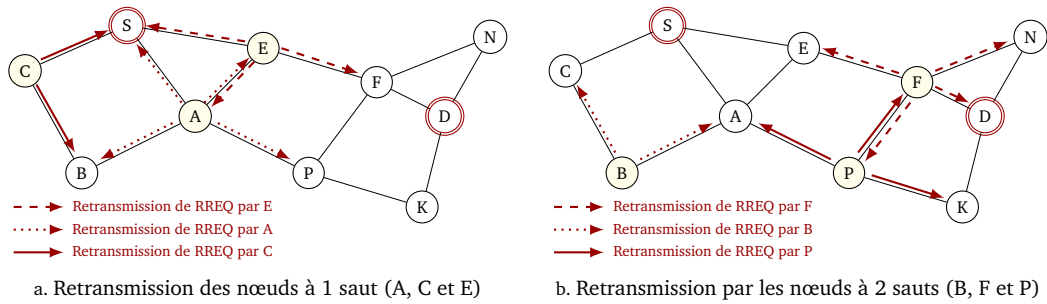 S
E
N
C
F
A
D
B
P
K
Retransmission de RREQ par E
Retransmission de RREQ par A
Retransmission de RREQ par C
a. Retransmission des nœuds à 1 saut (A, C et E)
S
N
E
C
F
A
D
B
P
K
Retransmission de RREQ par F
Retransmission de RREQ par B
Retransmission de RREQ par P
b. Retransmission par les nœuds à 2 sauts (B, F et P)